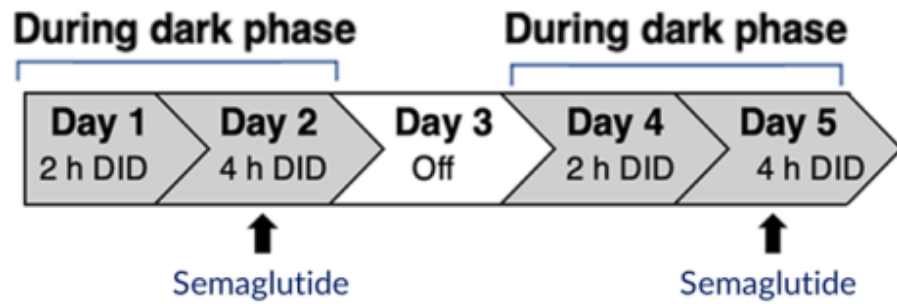 During dark phase
During dark phase
Day 1
2 h DID
Day 2
4 h DID
Day 3
Off
Day 4
2 h DID
Day 5
4 h DID
Semaglutide
Semaglutide